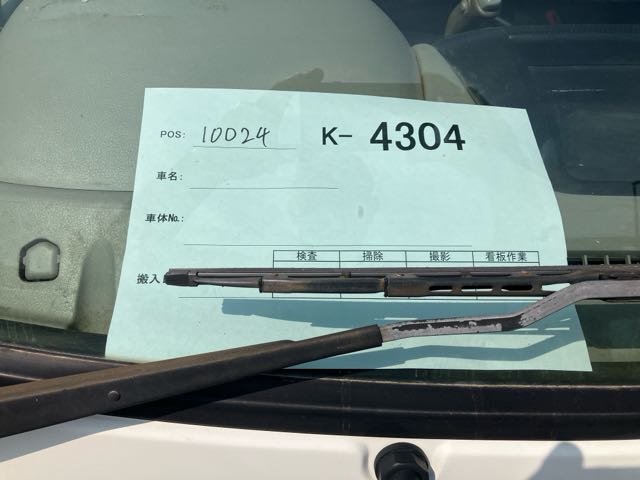 POS: 10024 K- 4304
車名:
車体No.:
検査 掃除 撮影 看板作業
搬入